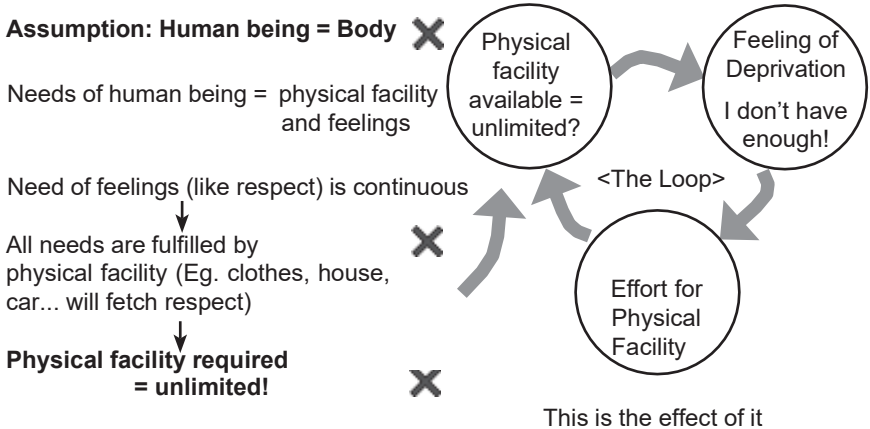 Assumption: Human being = Body
Needs of human being = physical facility
and feelings
Need of feelings (like respect) is continuous
All needs are fulfilled by
physical facility (Eg. clothes, house,
car... will fetch respect)
Physical facility required
= unlimited!
Physical
facility
available =
unlimited?
Feeling of
Deprivation
I don’t have
enough!
<The Loop>
Effort for
Physical
Facility
This is the effect of it